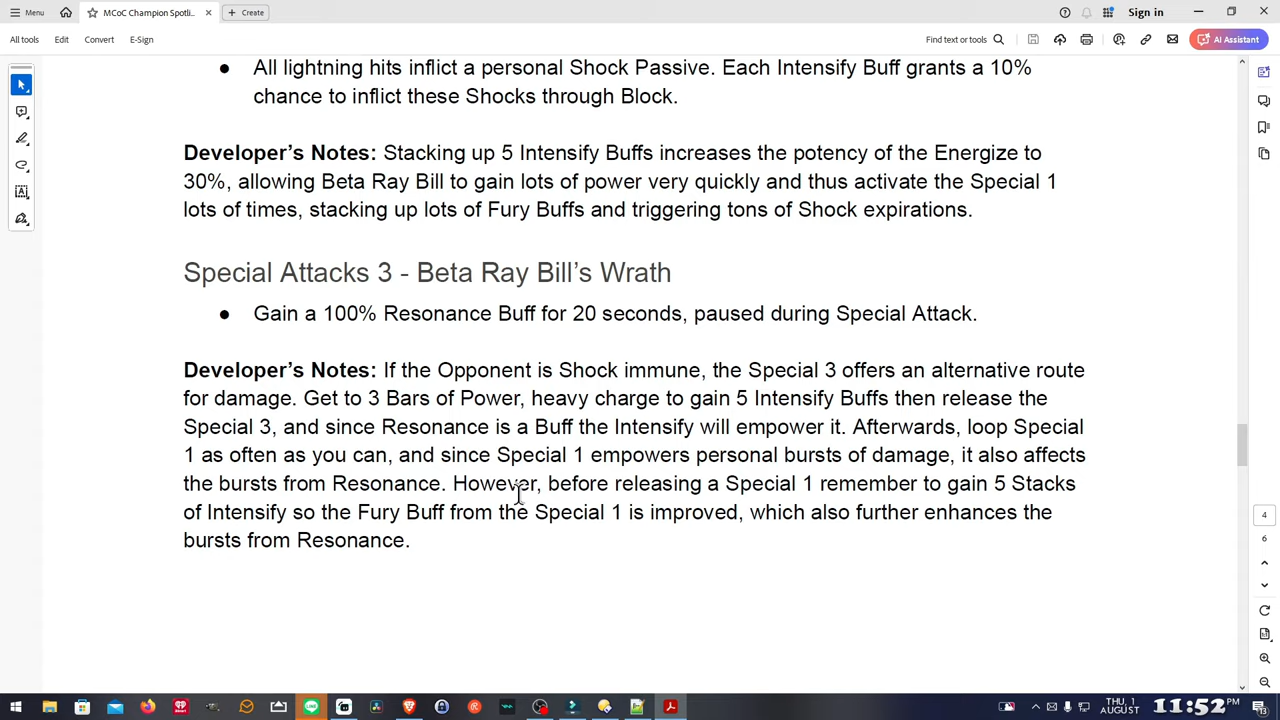 Menu
MCoC Champion Spotli...
Create
Sign in
All tools
Edit
Convert
E-Sign
Find text or tools
AI Assistant
● All lightning hits inflict a personal Shock Passive. Each Intensify Buff grants a 10%
chance to inflict these Shocks through Block.
Developer's Notes: Stacking up 5 Intensify Buffs increases the potency of the Energize to
30%, allowing Beta Ray Bill to gain lots of power very quickly and thus activate the Special 1
lots of times, stacking up lots of Fury Buffs and triggering tons of Shock expirations.
Special Attacks 3 - Beta Ray Bill's Wrath
● Gain a 100% Resonance Buff for 20 seconds, paused during Special Attack.
Developer's Notes: If the Opponent is Shock immune, the Special 3 offers an alternative route
for damage. Get to 3 Bars of Power, heavy charge to gain 5 Intensify Buffs then release the
Special 3, and since Resonance is a Buff the Intensify will empower it. Afterwards, loop Special
1 as often as you can, and since Special 1 empowers personal bursts of damage, it also affects
the bursts from Resonance. However, before releasing a Special 1 remember to gain 5 Stacks
of Intensify so the Fury Buff from the Special 1 is improved, which also further enhances the
bursts from Resonance.
4
6
THU, 1
AUGUST
11:52 PM